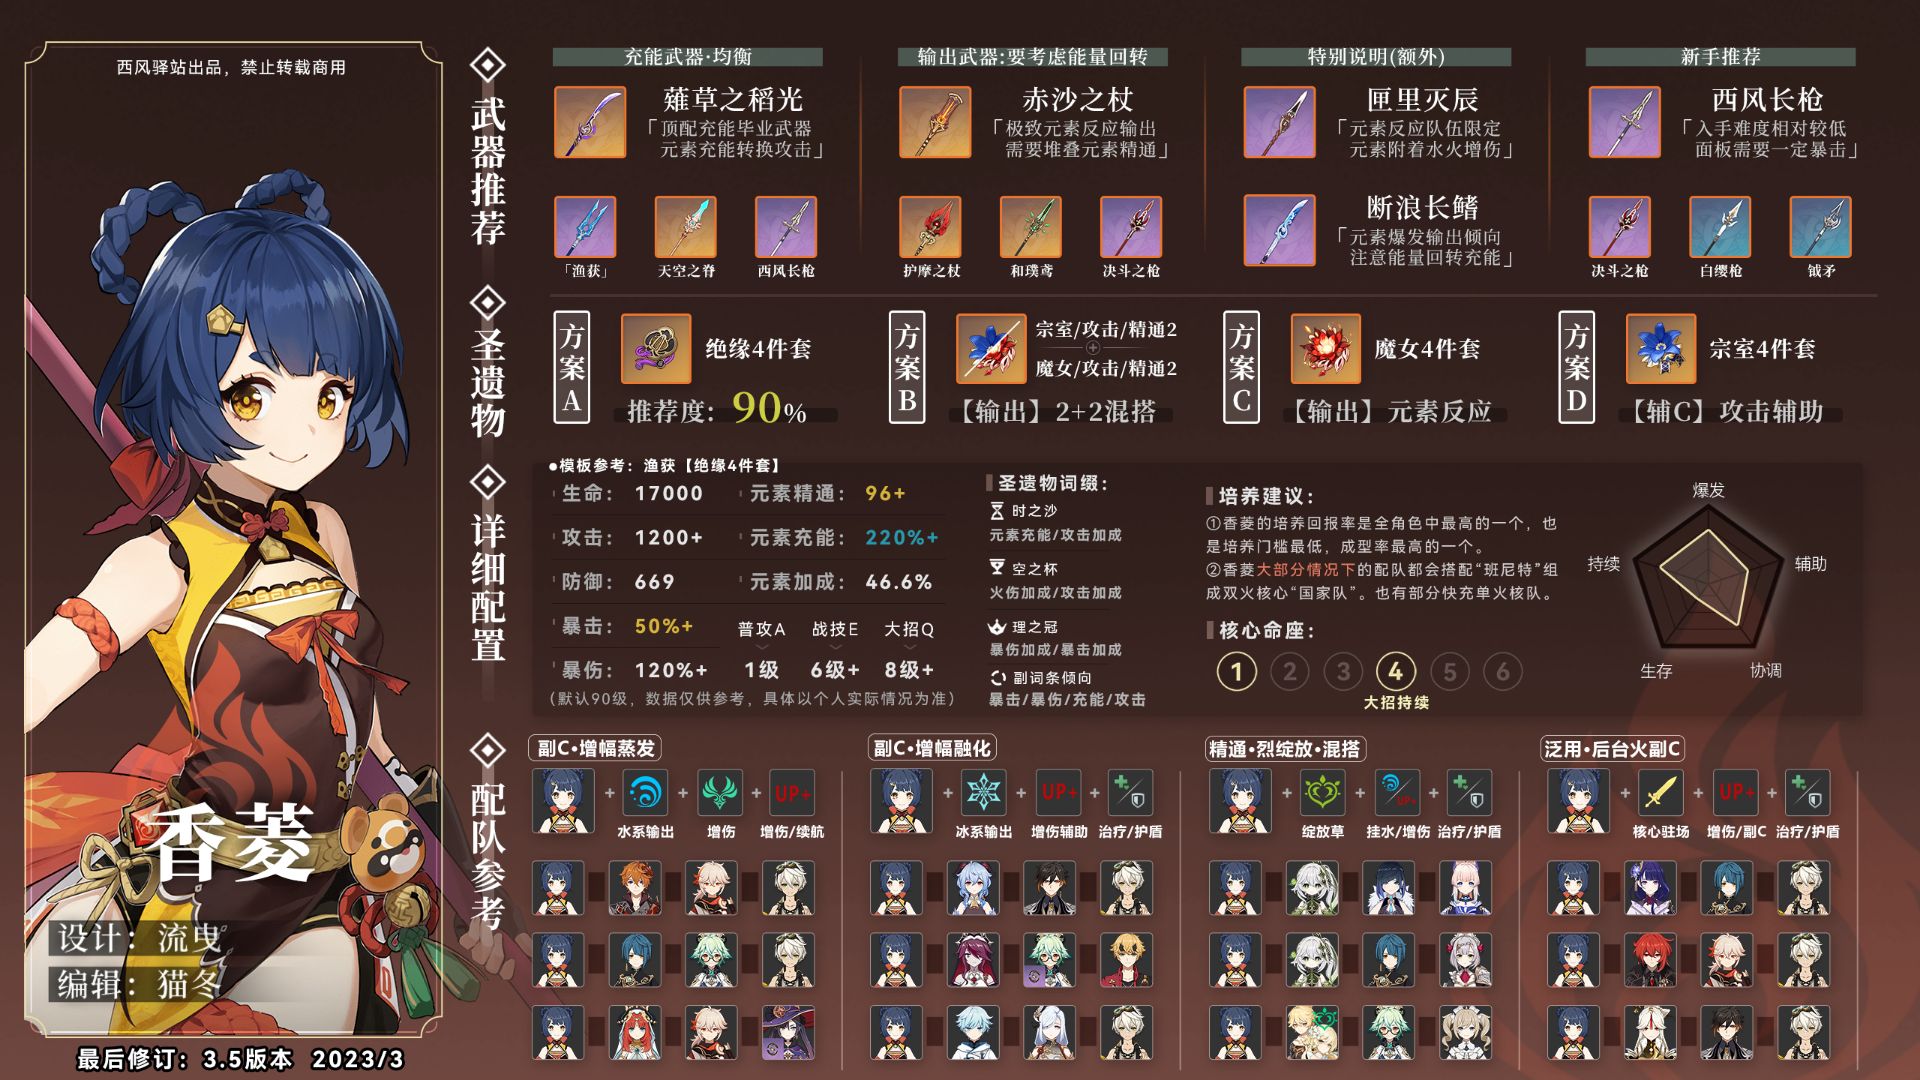 西风驿站出品，禁止转载商用
香菱
设计：流曳
编辑：猫冬
最后修订：3.5版本 2023/3
武器推荐
充能武器·均衡
薙草之稻光
「顶配充能毕业武器
元素充能转换攻击」
「渔获」 天空之脊 西风长枪
输出武器:要考虑能量回转
赤沙之杖
「极致元素反应输出
需要堆叠元素精通」
护摩之杖 和璞鸢 决斗之枪
特别说明(额外)
匣里灭辰
「元素反应队伍限定
元素附着水火增伤」
断浪长鳍
「元素爆发输出倾向
注意能量回转充能」
新手推荐
西风长枪
「入手难度相对较低
面板需要一定暴击」
决斗之枪 白缨枪 钺矛
圣遗物
方案A
绝缘4件套
推荐度：90%
方案B
宗室/攻击/精通2
魔女/攻击/精通2
【输出】2+2混搭
方案C
魔女4件套
【输出】元素反应
方案D
宗室4件套
【辅C】攻击辅助
详细配置
●模板参考：渔获【绝缘4件套】
生命： 17000 元素精通： 96+
攻击： 1200+ 元素充能： 220%+
防御： 669 元素加成： 46.6%
暴击： 50%+ 普攻A 战技E 大招Q
暴伤： 120%+ 1级 6级+ 8级+
（默认90级，数据仅供参考，具体以个人实际情况为准）
圣遗物词缀：
时之沙
元素充能/攻击加成
空之杯
火伤加成/攻击加成
理之冠
暴伤加成/暴击加成
副词条倾向
暴击/暴伤/充能/攻击
培养建议：
①香菱的培养回报率是全角色中最高的一个，也
是培养门槛最低，成型率最高的一个。
②香菱大部分情况下的配队都会搭配“班尼特”组
成双火核心“国家队”。也有部分快充单火核队。
核心命座：
1 2 3 4 5 6
大招持续
爆发
持续 辅助
生存 协调
配队参考
副C·增幅蒸发
UP+
水系输出 增伤 增伤/续航
副C·增幅融化
UP+
冰系输出 增伤辅助 治疗/护盾
精通·烈绽放·混搭
UP+
绽放草 挂水/增伤 治疗/护盾
泛用·后台火副C
UP+
核心驻场 增伤/副C 治疗/护盾